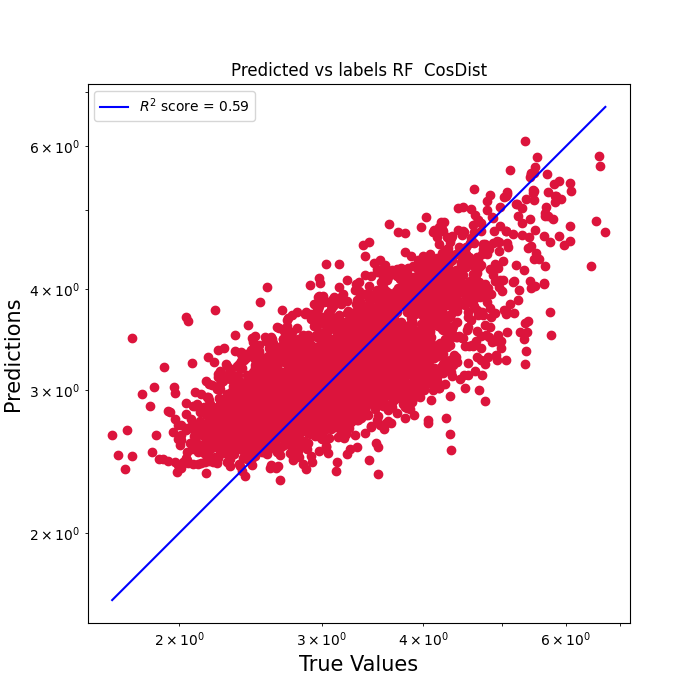 Predicted vs labels RF  CosDist
R² score = 0.59
Predictions
6 × 10⁰
4 × 10⁰
3 × 10⁰
2 × 10⁰
2 × 10⁰
3 × 10⁰
4 × 10⁰
6 × 10⁰
True Values